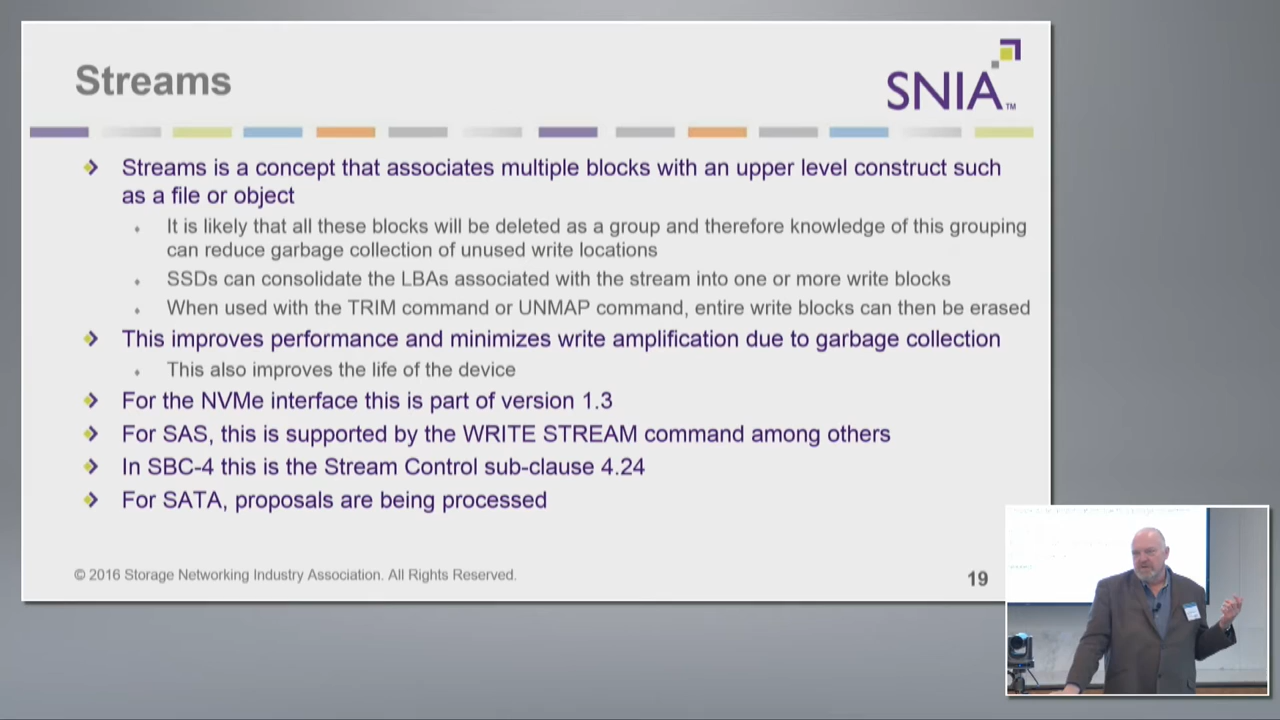 Streams
SNIA™
Streams is a concept that associates multiple blocks with an upper level construct such
as a file or object
It is likely that all these blocks will be deleted as a group and therefore knowledge of this grouping
can reduce garbage collection of unused write locations
SSDs can consolidate the LBAs associated with the stream into one or more write blocks
When used with the TRIM command or UNMAP command, entire write blocks can then be erased
This improves performance and minimizes write amplification due to garbage collection
This also improves the life of the device
For the NVMe interface this is part of version 1.3
For SAS, this is supported by the WRITE STREAM command among others
In SBC-4 this is the Stream Control sub-clause 4.24
For SATA, proposals are being processed
© 2016 Storage Networking Industry Association. All Rights Reserved.
19